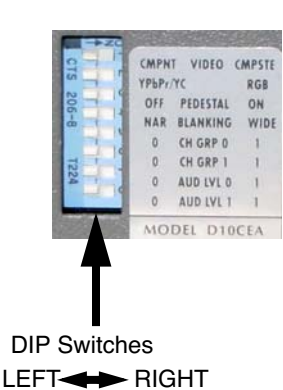 CTS 206-8 T224
CMPNT VIDEO CMPSTE
YPbPr/YC RGB
OFF PEDESTAL ON
NAR BLANKING WIDE
0 CH GRP 0 1
0 CH GRP 1 1
0 AUD LVL 0 1
0 AUD LVL 1 1
MODEL D10CEA
DIP Switches
LEFT RIGHT